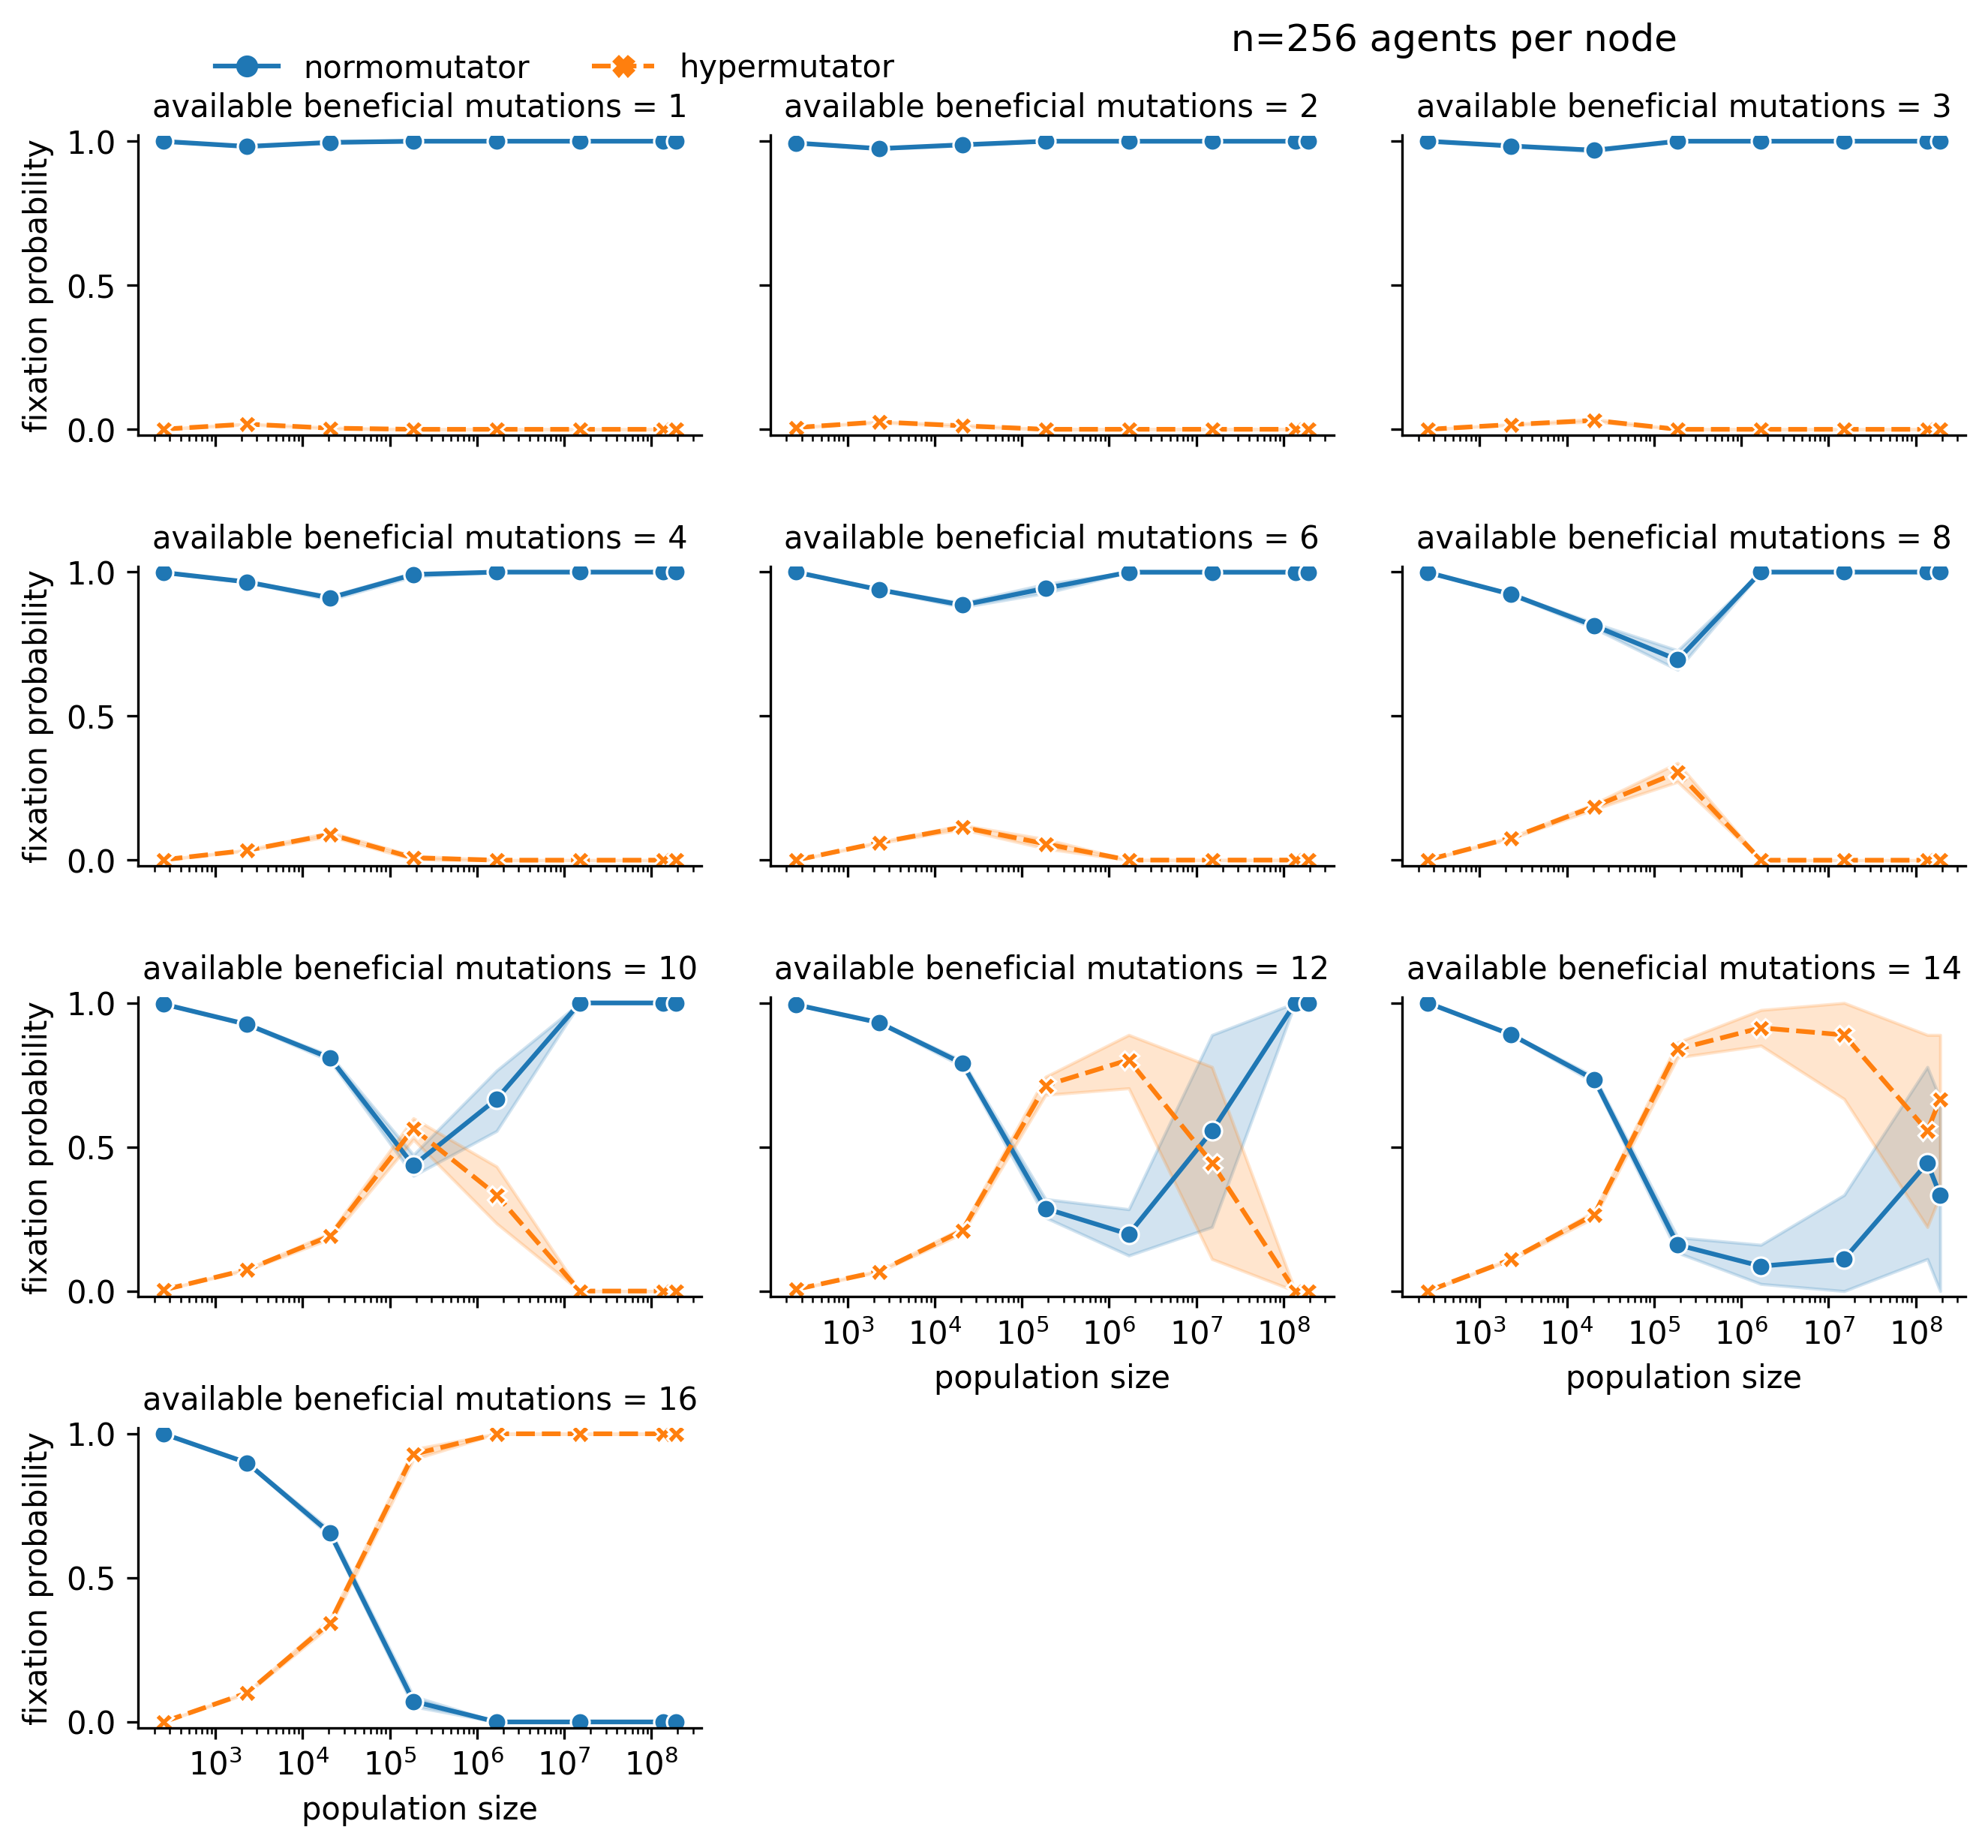 n=256 agents per node
normomutator hypermutator
available beneficial mutations = 1 available beneficial mutations = 2 available beneficial mutations = 3
1.0
0.5
0.0
fixation probability
available beneficial mutations = 4 available beneficial mutations = 6 available beneficial mutations = 8
1.0
0.5
0.0
fixation probability
available beneficial mutations = 10 available beneficial mutations = 12 available beneficial mutations = 14
1.0
0.5
0.0
fixation probability
10³ 10⁴ 10⁵ 10⁶ 10⁷ 10⁸ 10³ 10⁴ 10⁵ 10⁶ 10⁷ 10⁸
population size population size
available beneficial mutations = 16
1.0
0.5
0.0
fixation probability
10³ 10⁴ 10⁵ 10⁶ 10⁷ 10⁸
population size